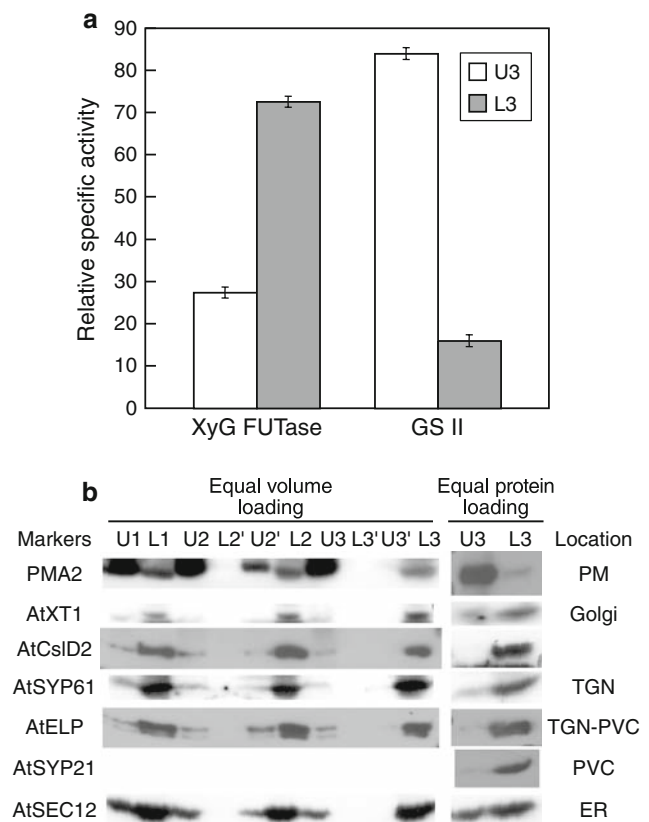 a
90
80
70
60
50
40
30
20
10
0
Relative specific activity
U3
L3
XyG FUTase GS II
b
Equal volume loading
Equal protein loading
Markers U1 L1 U2 L2' U2' L2 U3 L3' U3' L3 U3 L3 Location
PMA2 PM
AtXT1 Golgi
AtCslD2
AtSYP61 TGN
AtELP TGN-PVC
AtSYP21 PVC
AtSEC12 ER